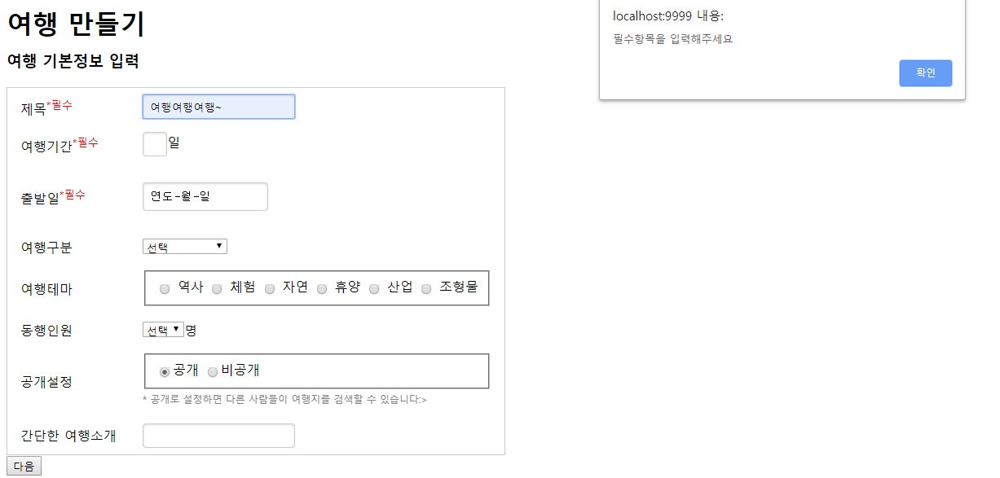 여행 만들기
여행 기본정보 입력
localhost:9999 내용:
필수항목을 입력해주세요
확인
제목*필수 여행여행여행~
여행기간*필수 일
출발일*필수 연도-월-일
여행구분 선택
여행테마 역사 체험 자연 휴양 산업 조형물
동행인원 선택 명
공개설정 공개 비공개
* 공개로 설정하면 다른 사람들이 여행지를 검색할 수 있습니다:>
간단한 여행소개
다음